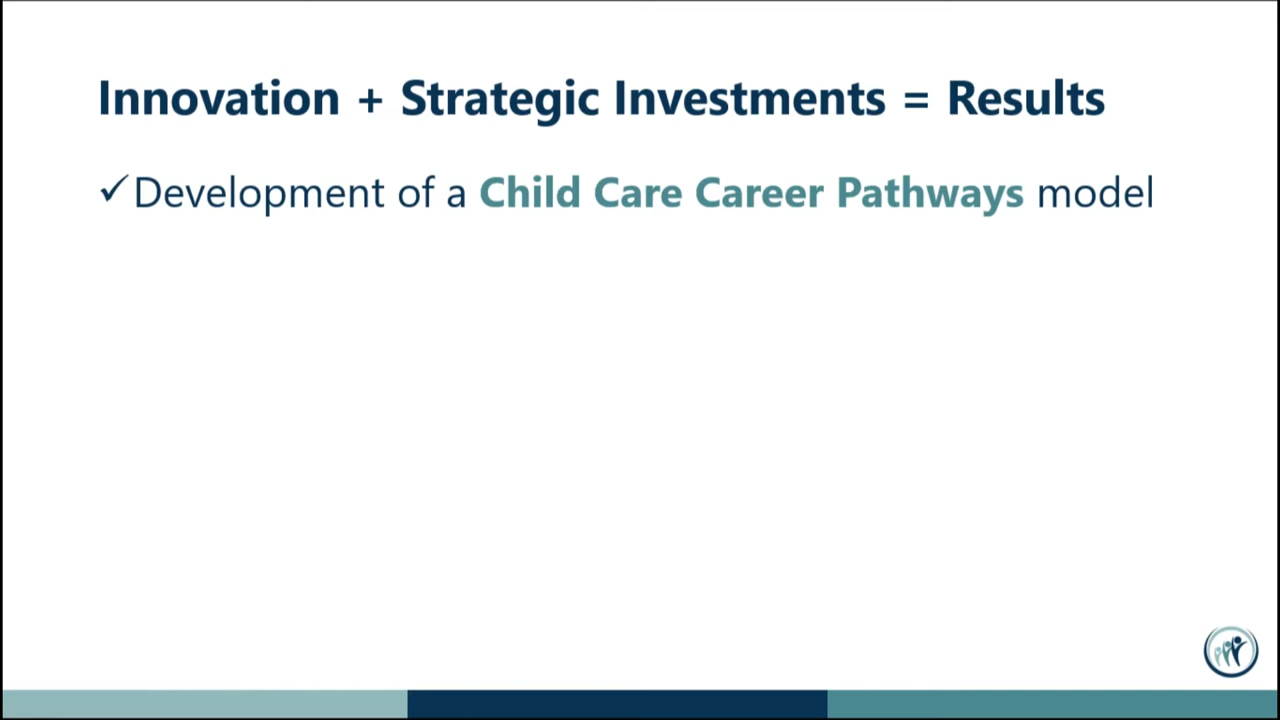 Innovation + Strategic Investments = Results
✓Development of a Child Care Career Pathways model